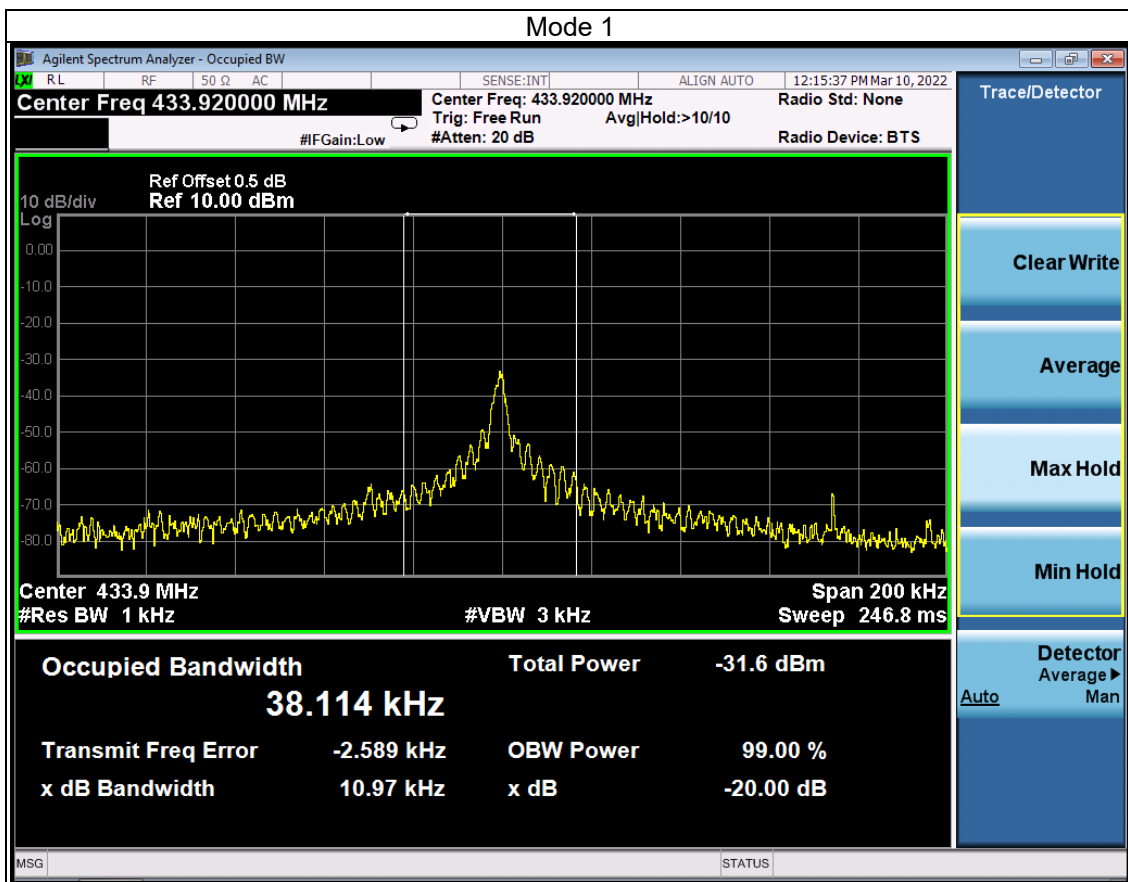 Mode 1
Agilent Spectrum Analyzer - Occupied BW
LXI RL RF 50 Ω AC SENSE:INT ALIGN AUTO 12:15:37 PM Mar 10, 2022
Center Freq 433.920000 MHz
Center Freq: 433.920000 MHz
Radio Std: None
Trig: Free Run
Avg|Hold:>10/10
#IFGain:Low
#Atten: 20 dB
Radio Device: BTS
Trace/Detector
Ref Offset 0.5 dB
10 dB/div Ref 10.00 dBm
Log
0.00
-10.0
-20.0
-30.0
-40.0
-50.0
-60.0
-70.0
-80.0
Center 433.9 MHz Span 200 kHz
#Res BW 1 kHz #VBW 3 kHz Sweep 246.8 ms
Occupied Bandwidth Total Power -31.6 dBm
38.114 kHz
Transmit Freq Error -2.589 kHz OBW Power 99.00 %
x dB Bandwidth 10.97 kHz x dB -20.00 dB
Clear Write
Average
Max Hold
Min Hold
Detector
Average▶
Auto Man
MSG STATUS